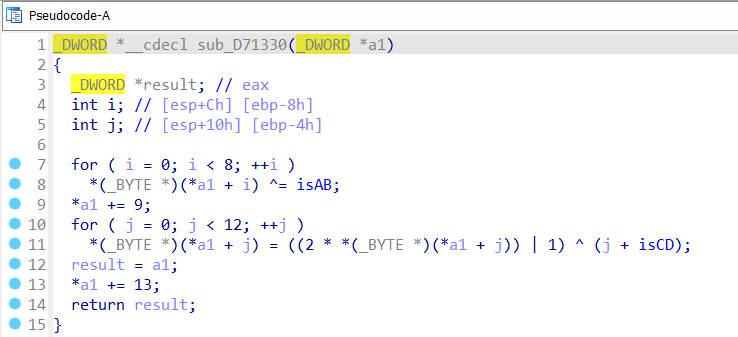 Pseudocode-A
1 _DWORD *__cdecl sub_D71330(_DWORD *a1)
2 {
3 _DWORD *result; // eax
4 int i; // [esp+Ch] [ebp-8h]
5 int j; // [esp+10h] [ebp-4h]
6
7 for ( i = 0; i < 8; ++i )
8 *(_BYTE *)(*a1 + i) ^= isAB;
9 *a1 += 9;
10 for ( j = 0; j < 12; ++j )
11 *(_BYTE *)(*a1 + j) = ((2 * *(_BYTE *)(*a1 + j)) | 1) ^ (j + isCD);
12 result = a1;
13 *a1 += 13;
14 return result;
15 }